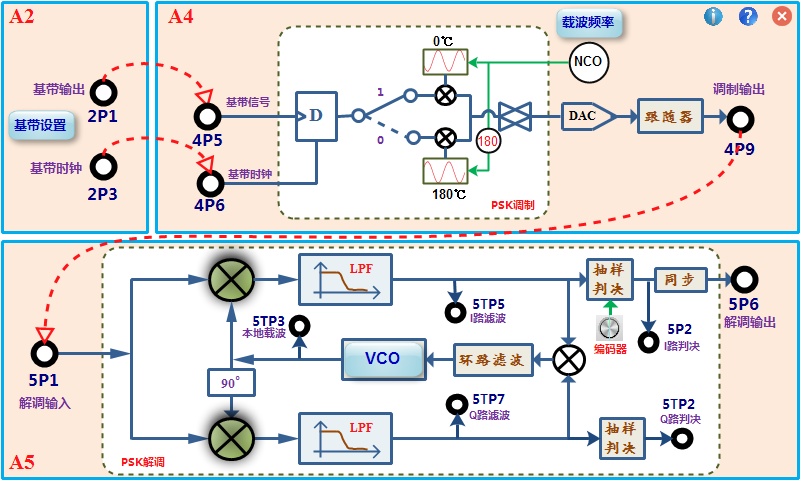 A2
A4
载波频率
i
?
0℃
NCO
基带输出
2P1
基带设置
基带时钟
2P3
基带信号
4P5
D
1
0
180
DAC
跟随器
调制输出
4P9
基带时钟
4P6
180℃
PSK调制
LPF
抽样
判决
同步
5TP3
本地载波
5TP5
I路滤波
编码器
5P2
I路判决
5P6
解调输出
5P1
解调输入
VCO
环路滤波
90°
5TP7
Q路滤波
5TP2
Q路判决
LPF
抽样
判决
A5
PSK解调